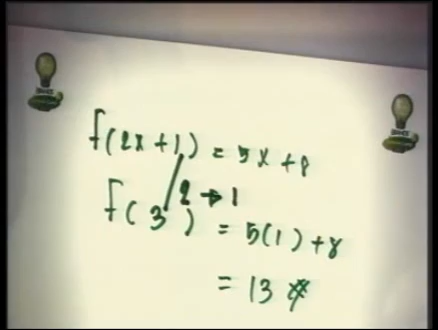 f(2x+1) = 5x+8
2 → 1
f(3) = 5(1)+8
= 13